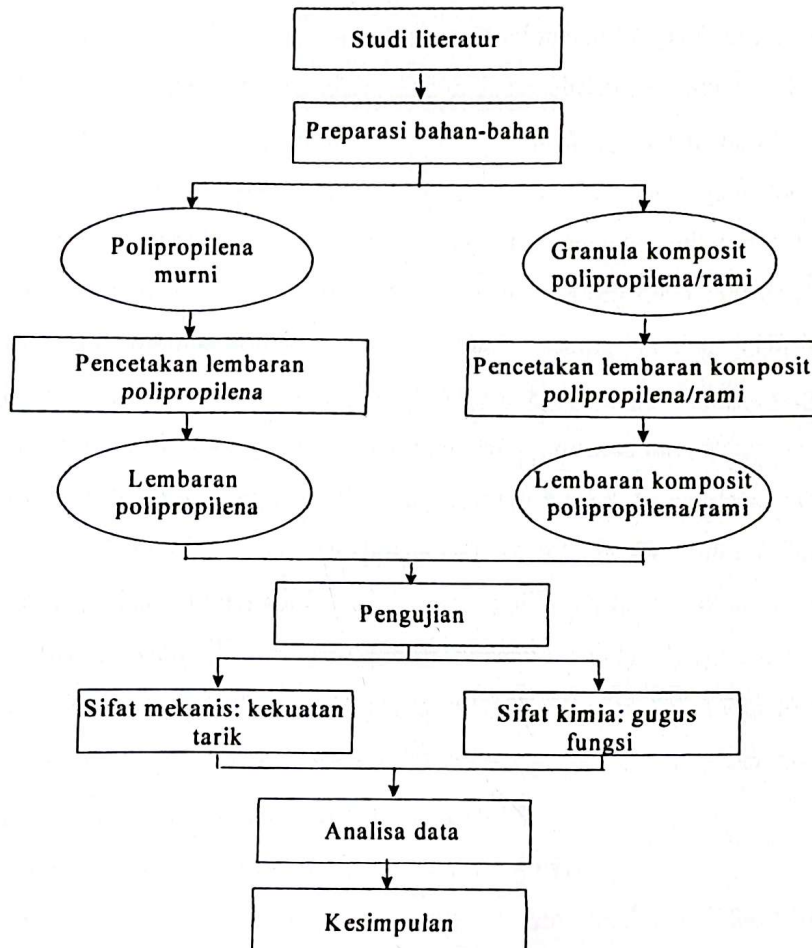 Studi literatur
Preparasi bahan-bahan
Polipropilena
murni
Granula komposit
polipropilena/rami
Pencetakan lembaran
polipropilena
Pencetakan lembaran komposit
polipropilena/rami
Lembaran
polipropilena
Lembaran komposit
polipropilena/rami
Pengujian
Sifat mekanis: kekuatan
tarik
Sifat kimia: gugus
fungsi
Analisa data
Kesimpulan